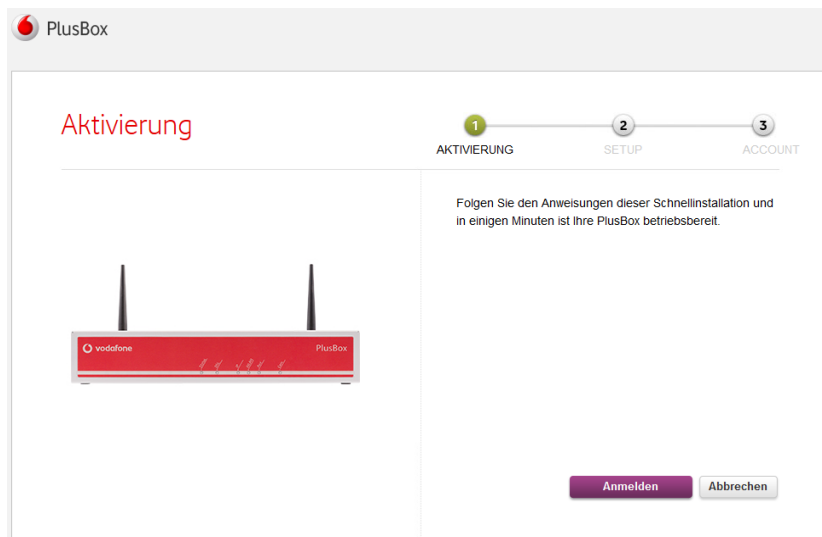 PlusBox
Aktivierung
1 2 3
AKTIVIERUNG SETUP ACCOUNT
Folgen Sie den Anweisungen dieser Schnellinstallation und
in einigen Minuten ist Ihre PlusBox betriebsbereit.
vodafone PlusBox
Anmelden Abbrechen